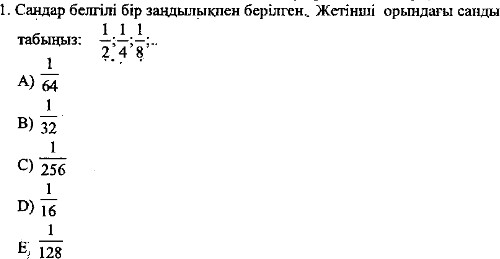 1. Сандар белгілі бір заңдылықпен берілген. Жетінші орындағы санды
табыңыз: 1/2; 1/4; 1/8;..
A) 1/64
B) 1/32
C) 1/256
D) 1/16
E) 1/128